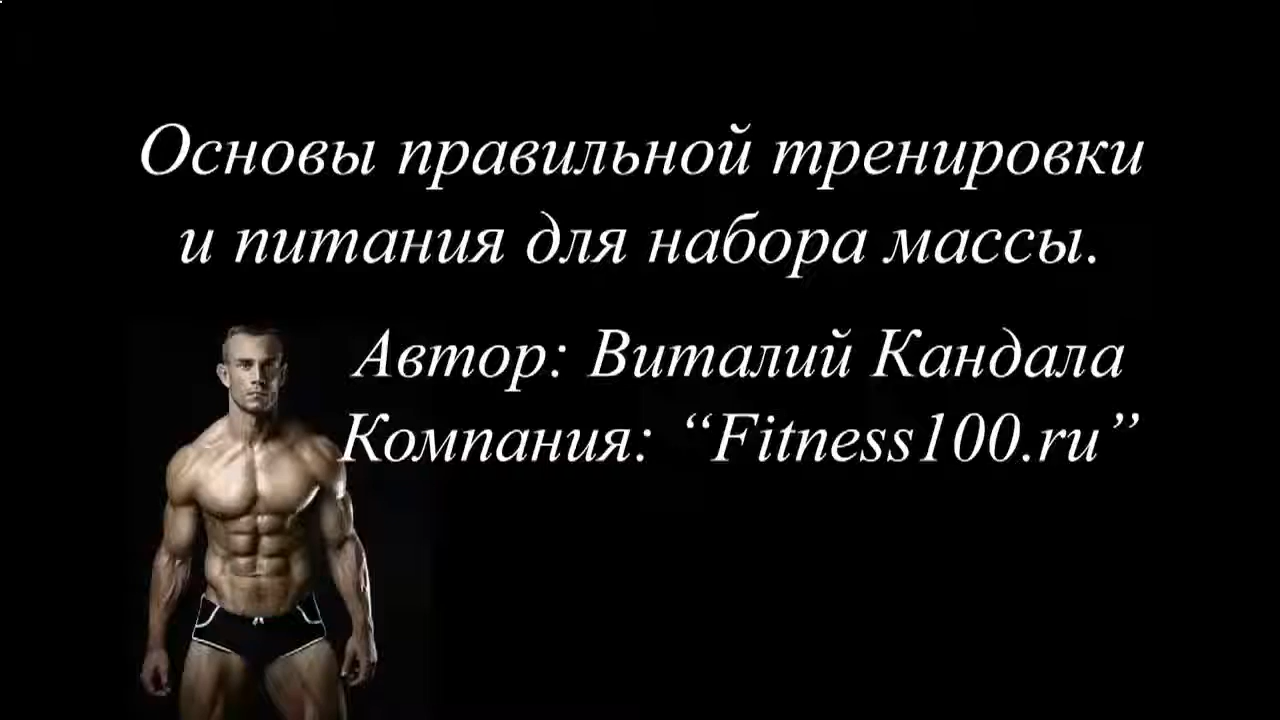 Основы правильной тренировки
и питания для набора массы.
Автор: Виталий Кандала
Компания: “Fitness100.ru”